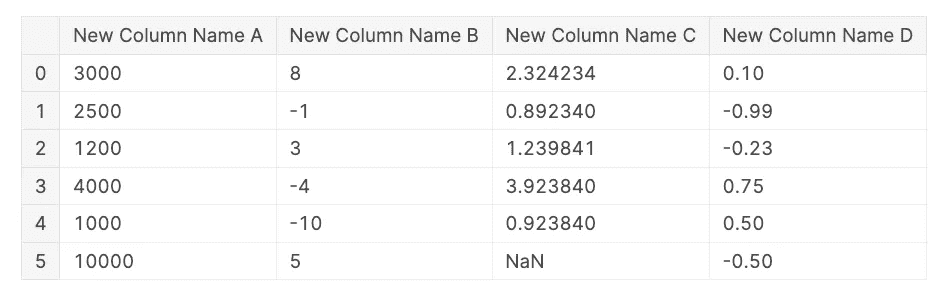 New Column Name A New Column Name B New Column Name C New Column Name D
0 3000 8 2.324234 0.10
1 2500 -1 0.892340 -0.99
2 1200 3 1.239841 -0.23
3 4000 -4 3.923840 0.75
4 1000 -10 0.923840 0.50
5 10000 5 NaN -0.50